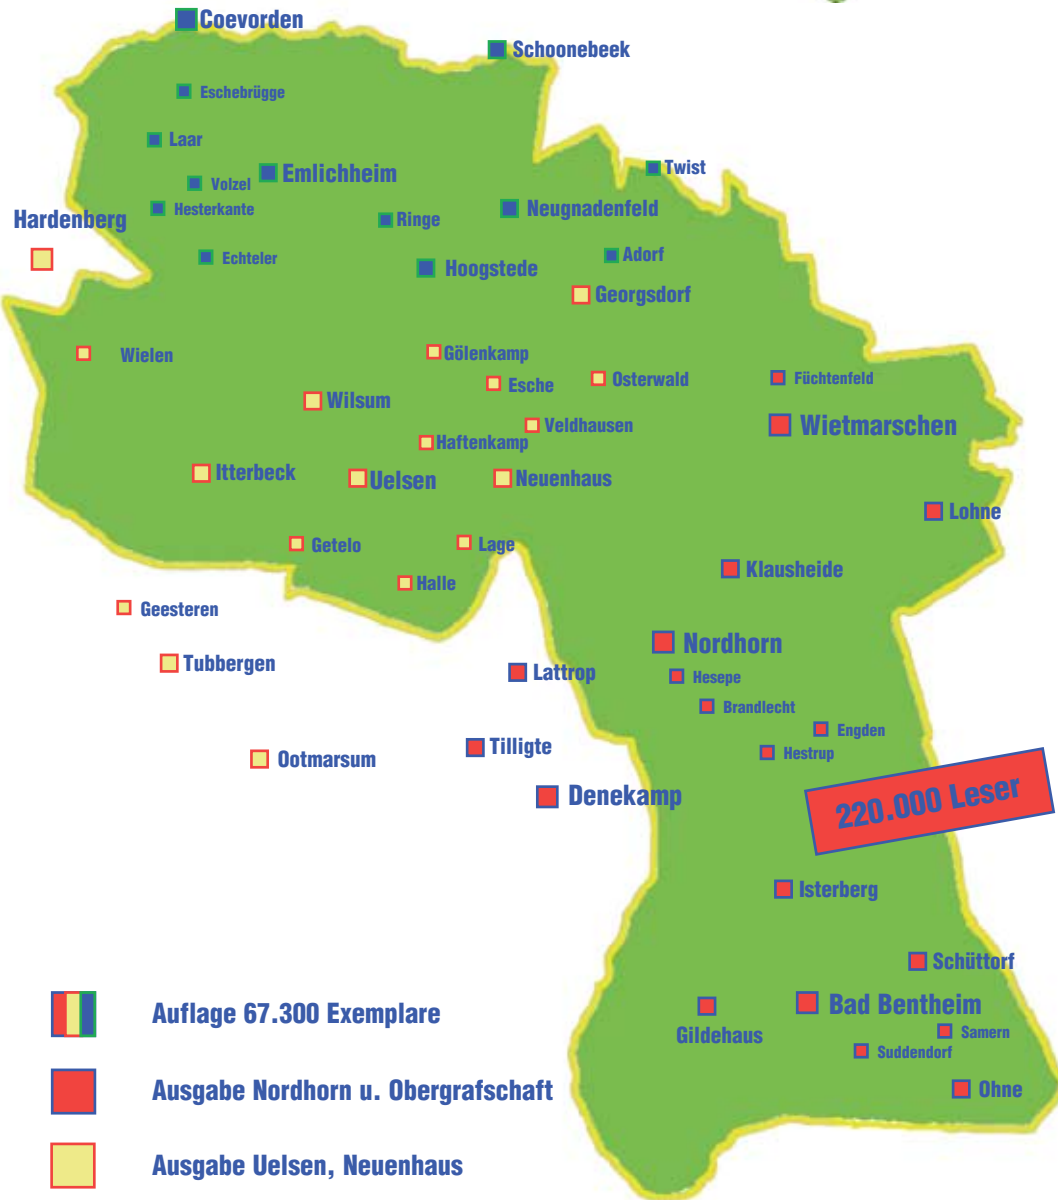 Coevorden
Schoonebeek
Eschebrügge
Laar
Twist
Emlichheim
Volzel
Hesterkante
Neugnadenfeld
Hardenberg
Ringe
Adorf
Echteler
Hoogstede
Georgsdorf
Wielen
Gölenkamp
Füchtenfeld
Osterwald
Esche
Wilsum
Veldhausen
Wietmarschen
Haftenkamp
Itterbeck
Uelsen
Neuenhaus
Lohne
Getelo
Lage
Klausheide
Halle
Geesteren
Nordhorn
Tubbergen
Lattrop
Hesepe
Brandlecht
Engden
Tilligte
Hestrup
Ootmarsum
Denekamp
220.000 Leser
Isterberg
Schüttorf
Bad Bentheim
Auflage 67.300 Exemplare
Samern
Gildehaus
Suddendorf
Ohne
Ausgabe Nordhorn u. Obergrafschaft
Ausgabe Uelsen, Neuenhaus